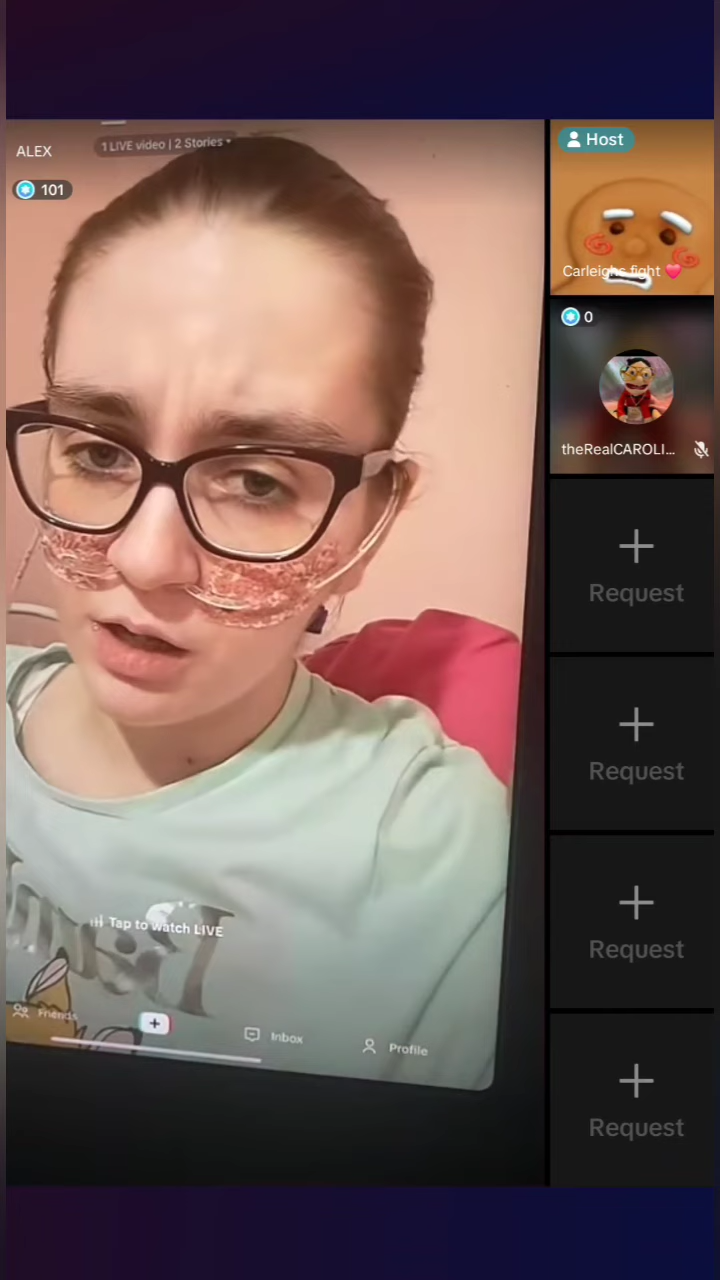 ALEX
1 LIVE video | 2 Stories
101
Tap to watch LIVE
Friends
Inbox
Profile
Host
Carleighs fight ❤️
0
theRealCAROLI...
Request
Request
Request
Request